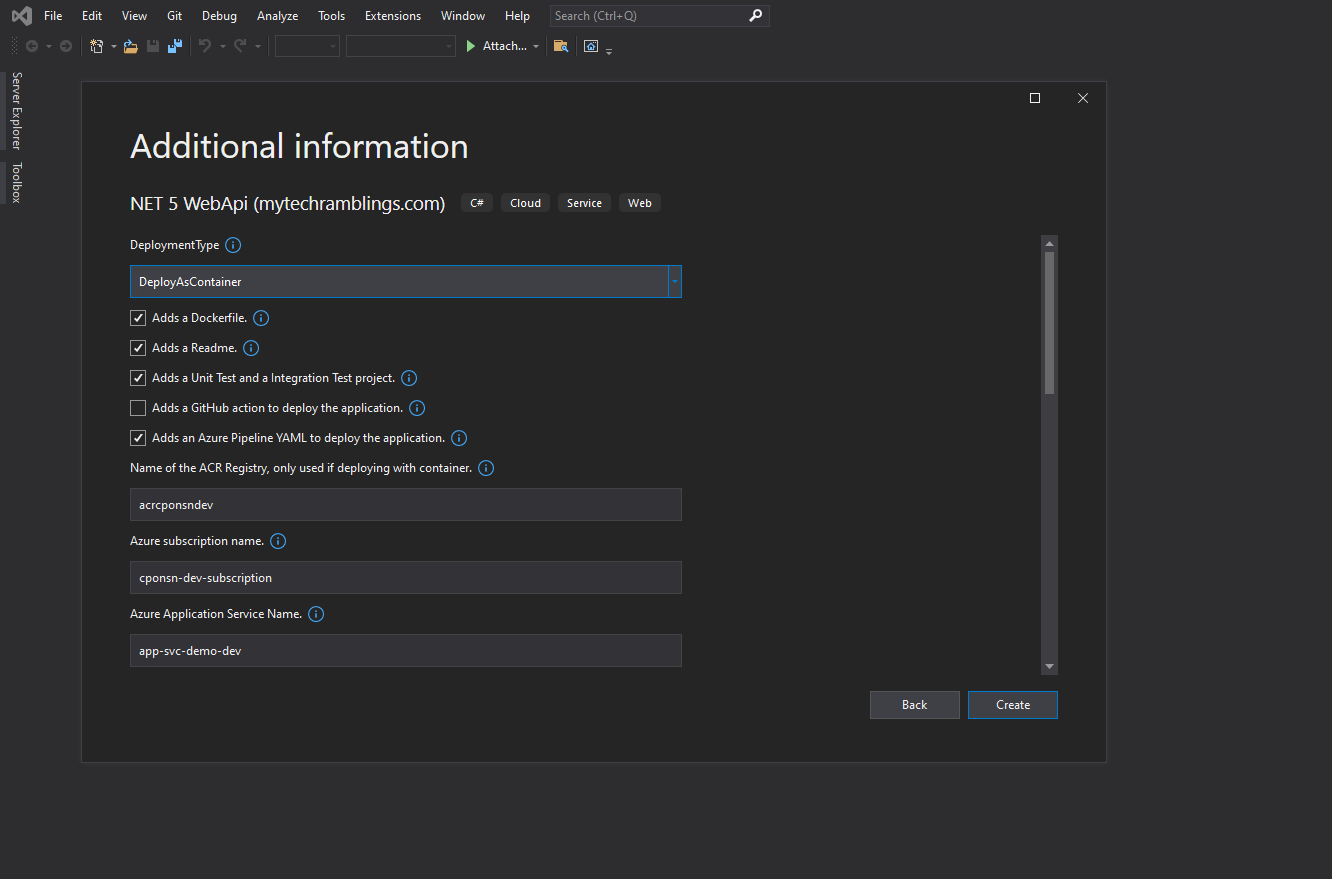 File Edit View Git Debug Analyze Tools Extensions Window Help Search (Ctrl+Q)
Attach...
Server Explorer
Toolbox
Additional information
NET 5 WebApi (mytechramblings.com) C# Cloud Service Web
DeploymentType
DeployAsContainer
Adds a Dockerfile.
Adds a Readme.
Adds a Unit Test and a Integration Test project.
Adds a GitHub action to deploy the application.
Adds an Azure Pipeline YAML to deploy the application.
Name of the ACR Registry, only used if deploying with container.
acrcponsndev
Azure subscription name.
cponsn-dev-subscription
Azure Application Service Name.
app-svc-demo-dev
Back Create